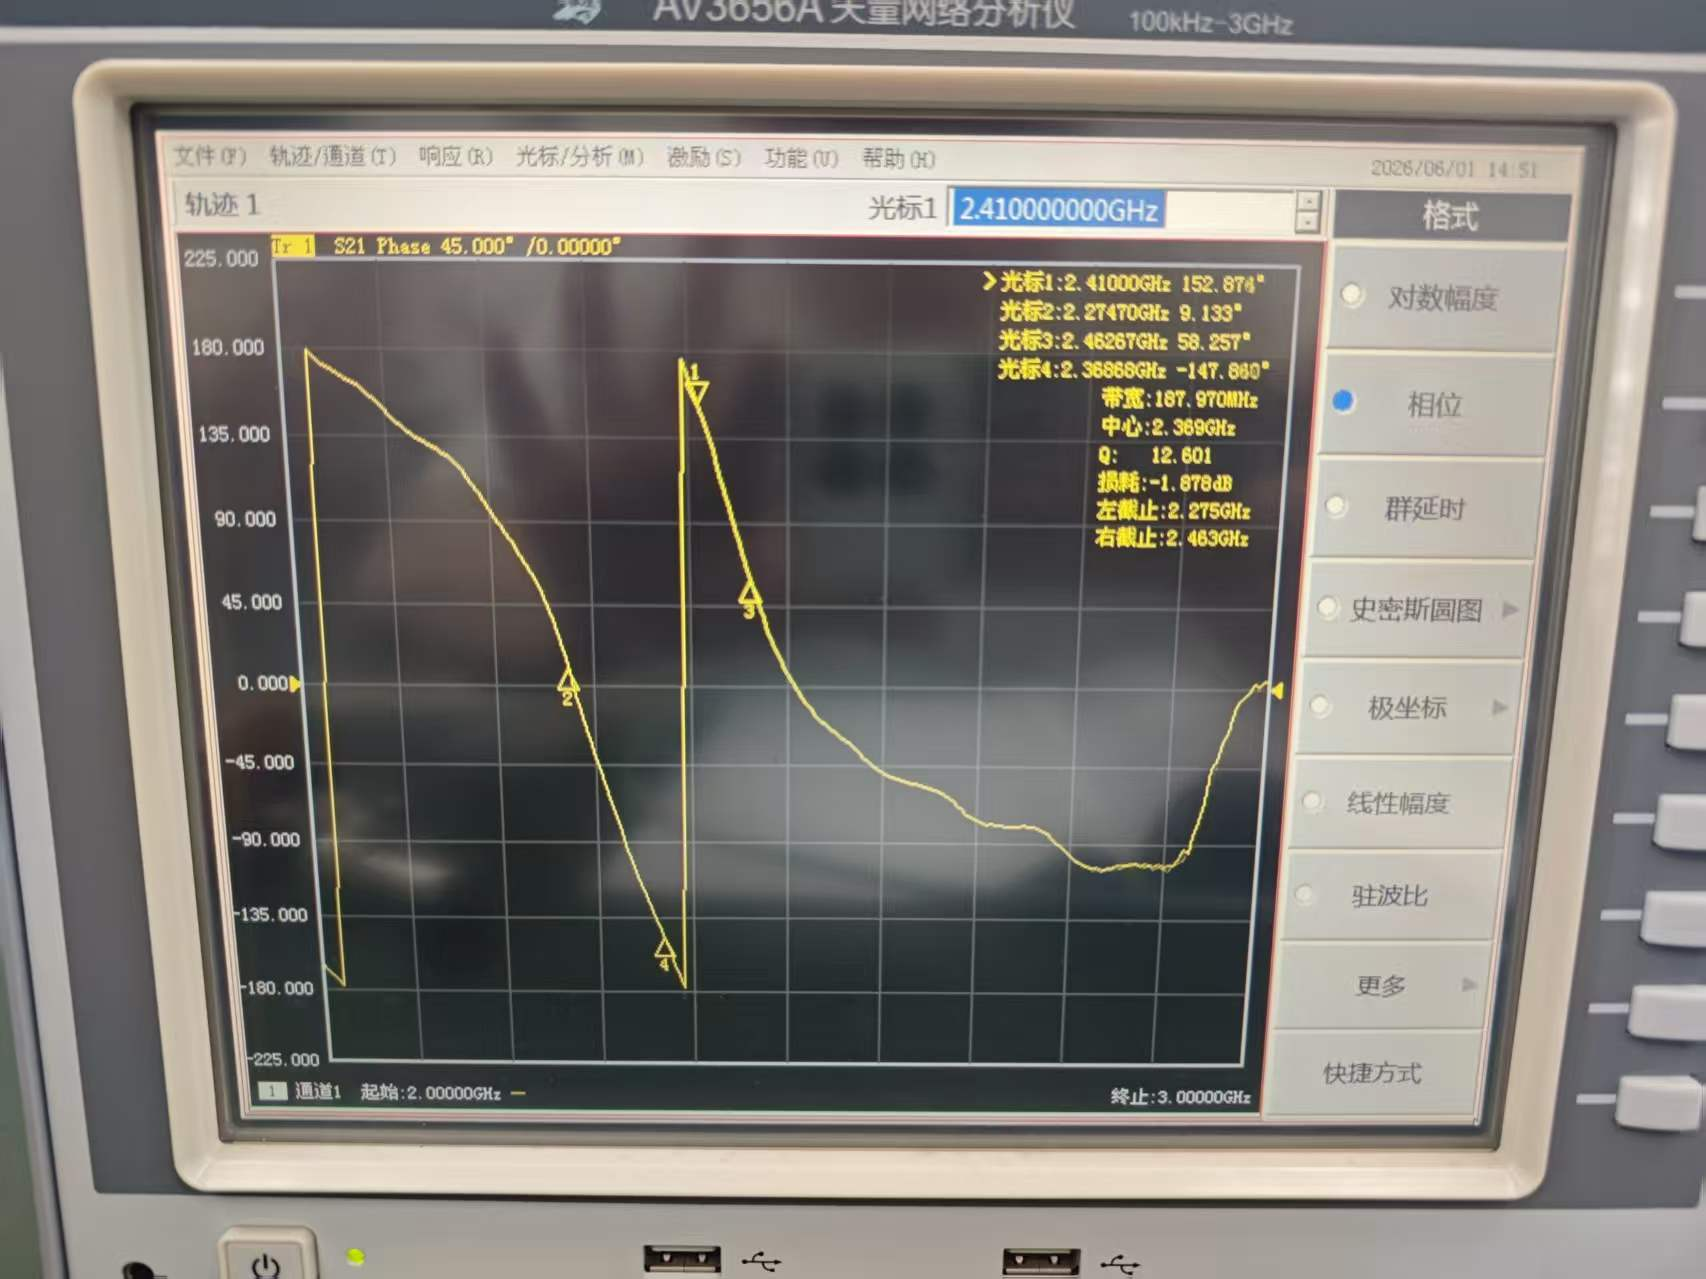 AV3656A 矢量网络分析仪 100kHz-3GHz
文件(F) 轨迹/通道(T) 响应(R) 光标/分析(M) 激励(S) 功能(U) 帮助(H)
2026/06/01 14:51
轨迹 1
光标1 2.410000000GHz
格式
Tr 1 S21 Phase 45.000° /0.00000°
225.000
180.000
135.000
90.000
45.000
0.000
-45.000
-90.000
-135.000
-180.000
-225.000
>光标1:2.41000GHz 152.874°
光标2:2.27470GHz 9.133°
光标3:2.46267GHz 58.257°
光标4:2.36868GHz -147.860°
带宽:187.970MHz
中心:2.369GHz
Q: 12.601
损耗:-1.878dB
左截止:2.275GHz
右截止:2.463GHz
1
2
3
4
1 通道1 起始:2.00000GHz
终止:3.00000GHz
对数幅度
相位
群延时
史密斯圆图
极坐标
线性幅度
驻波比
更多
快捷方式